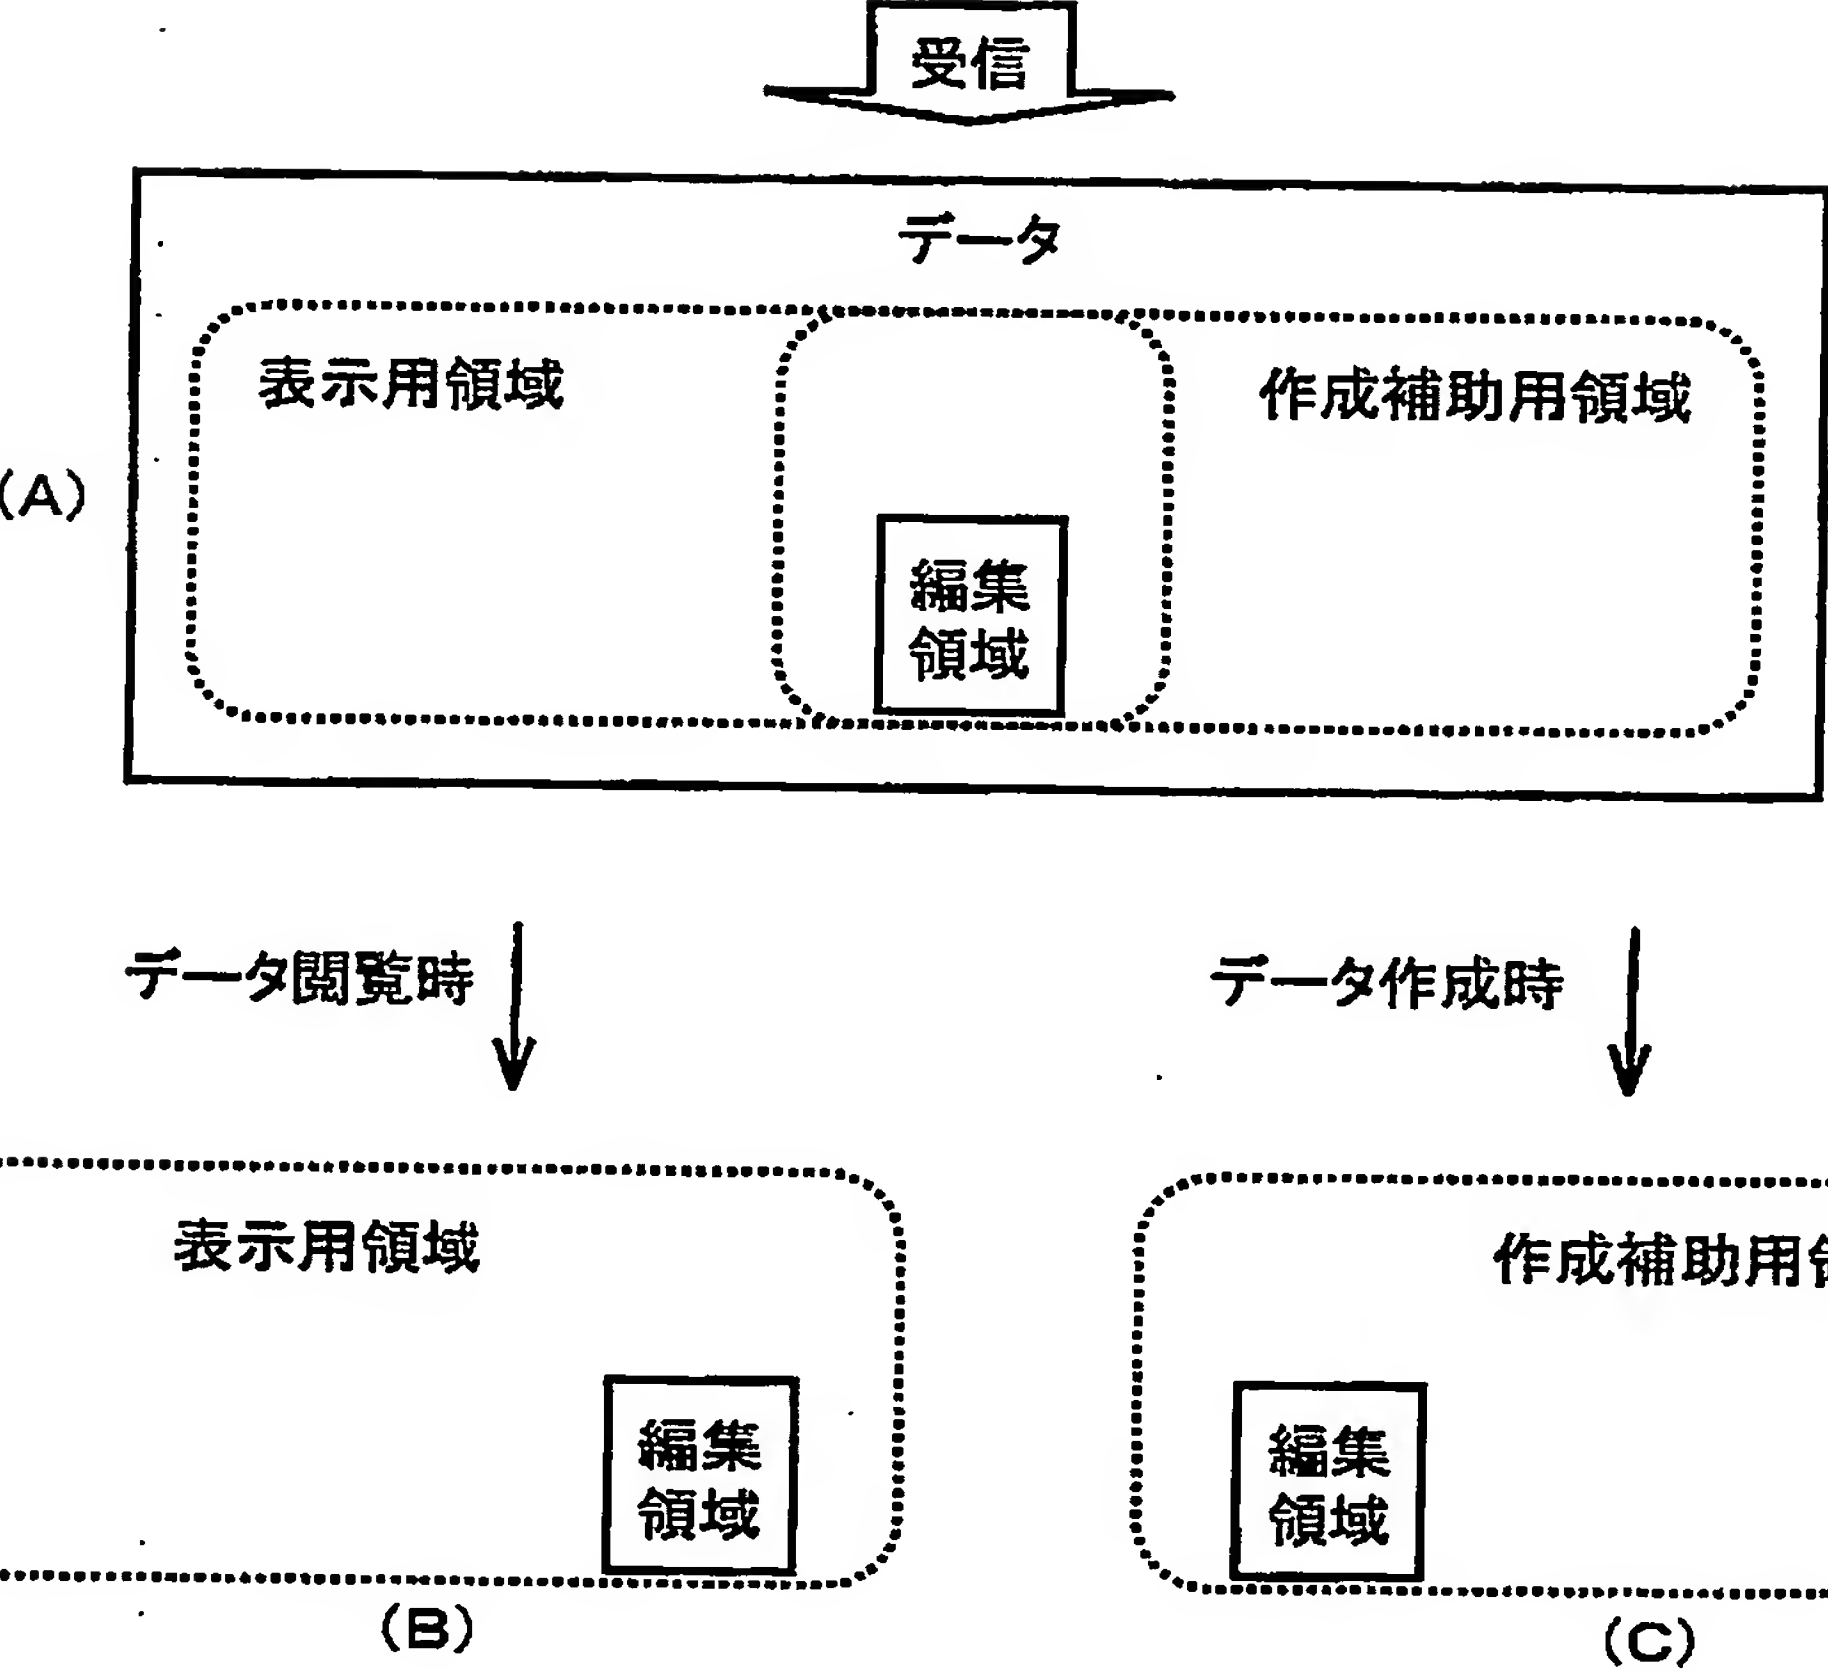 受信
データ
表示用領域
作成補助用領域
(A)
編集
領域
データ閲覧時
データ作成時
表示用領域
作成補助用領
編集
領域
編集
領域
(B)
(C)